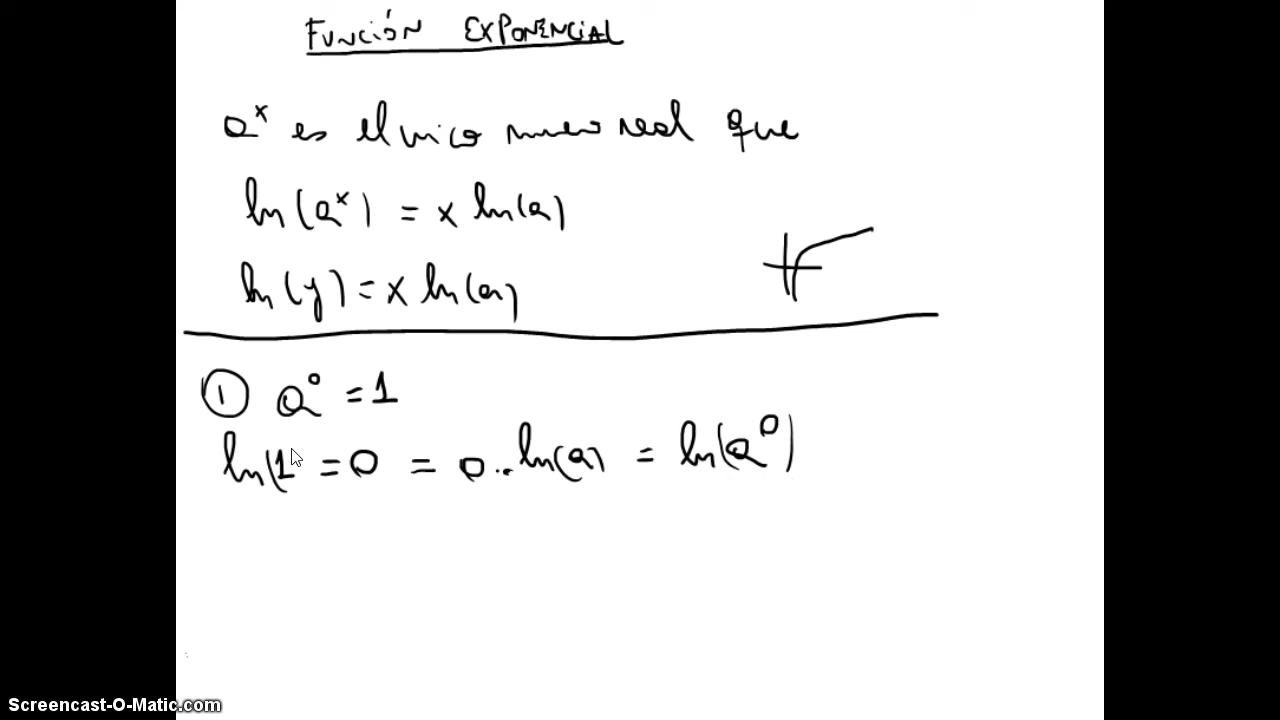 FUNCIÓN EXPONENCIAL
a^x es el unico numero real que
ln(a^x) = x ln(a)
ln(y) = x ln(a)
① a^0 = 1
ln(1 = 0 = 0 .. ln(a) = ln(a^0)
Screencast-O-Matic.com